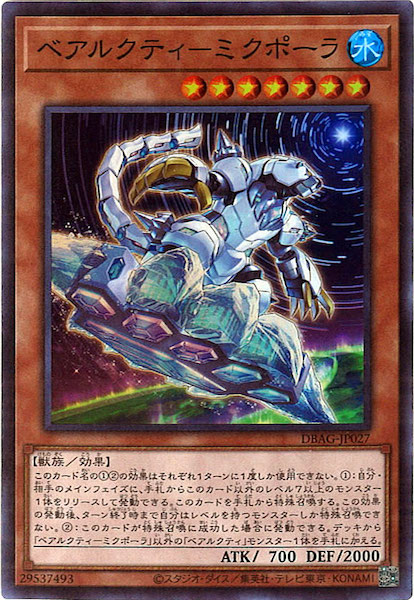 ベアルクティ－ミクポーラ
水
DBAG-JP027
【獣族／効果】
このカード名の①②の効果はそれぞれ１ターンに１度しか使用できない。①：自分・
相手のメインフェイズに、手札からこのカード以外のレベル７以上のモンスター
１体をリリースして発動できる。このカードを手札から特殊召喚する。この効果
の発動後、ターン終了時まで自分はレベルを持つモンスターしか特殊召喚でき
ない。②：このカードが特殊召喚に成功した場合に発動できる。デッキから
「ベアルクティ－ミクポーラ」以外の「ベアルクティ」モンスター１体を手札に加える。
ATK/ 700 DEF/2000
29537493
©スタジオ・ダイス／集英社・テレビ東京・KONAMI